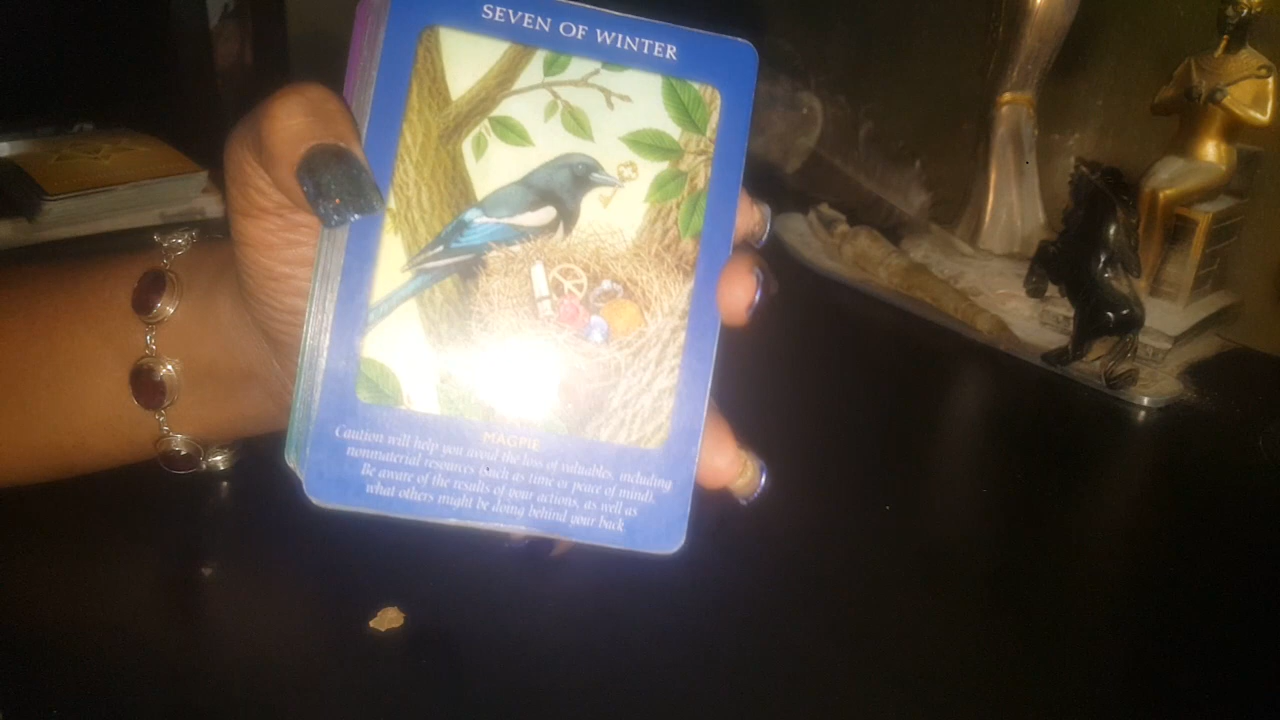 SEVEN OF WINTER
MAGPIE
Caution will help you avoid the loss of valuables, including
nonmaterial resources (such as time or peace of mind).
Be aware of the results of your actions, as well as
what others might be doing behind your back.